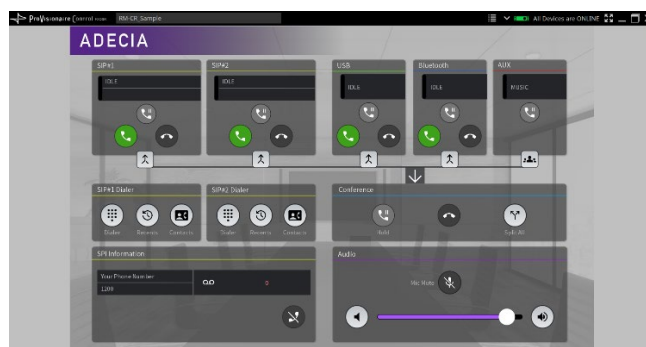 ProVisionaire Control
RM-CR_Sample
All Devices are ONLINE
ADECIA
SIP#1
IDLE
SIP#2
IDLE
USB
IDLE
Bluetooth
IDLE
AUX
MUSIC
SIP#1 Dialer
Dialer Recents Contacts
SIP#2 Dialer
Dialer Recents Contacts
Conference
Hold
Split All
SPI Information
Your Phone Number
1200
0
Audio
Mic Mute